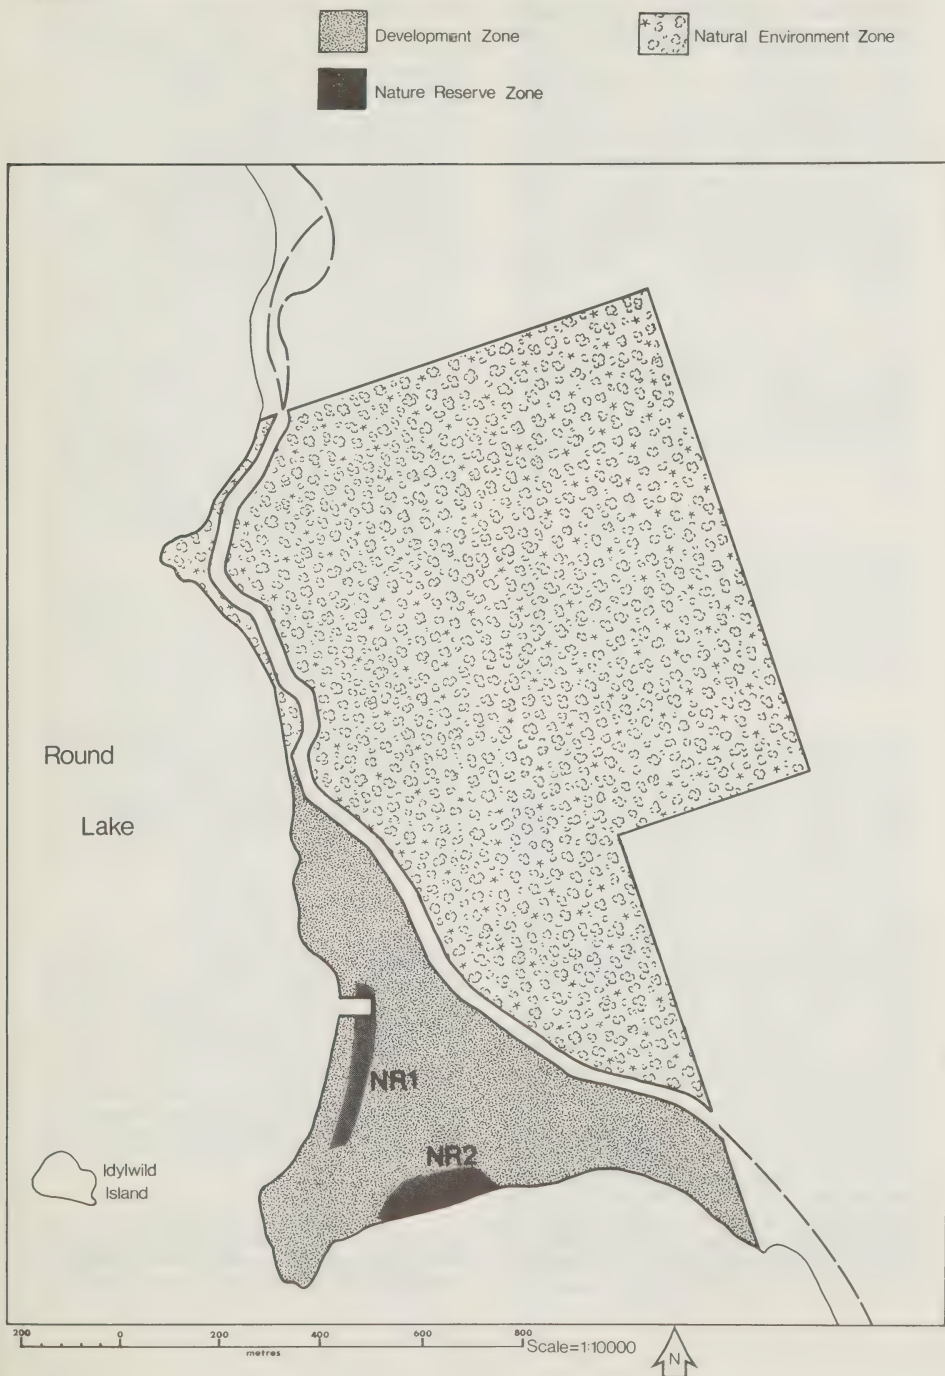 Development Zone
Natural Environment Zone
Nature Reserve Zone
Round
Lake
NR1
NR2
Idylwild
Island
200 0 200 400 600 800
metres
Scale=1:10000
N